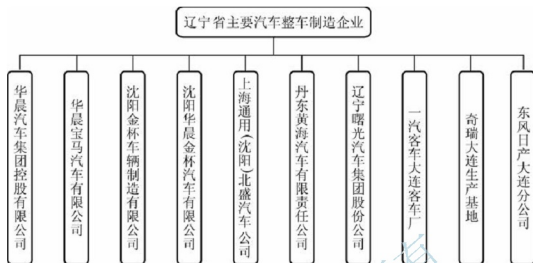 辽宁省主要汽车整车制造企业
华晨汽车集团控股有限公司
华晨宝马汽车有限公司
沈阳金杯车辆制造有限公司
沈阳华晨金杯汽车有限公司
上海通用(沈阳)北盛汽车公司
丹东黄海汽车有限责任公司
辽宁曙光汽车集团股份公司
一汽客车大连客车厂
奇瑞大连生产基地
东风日产大连分公司